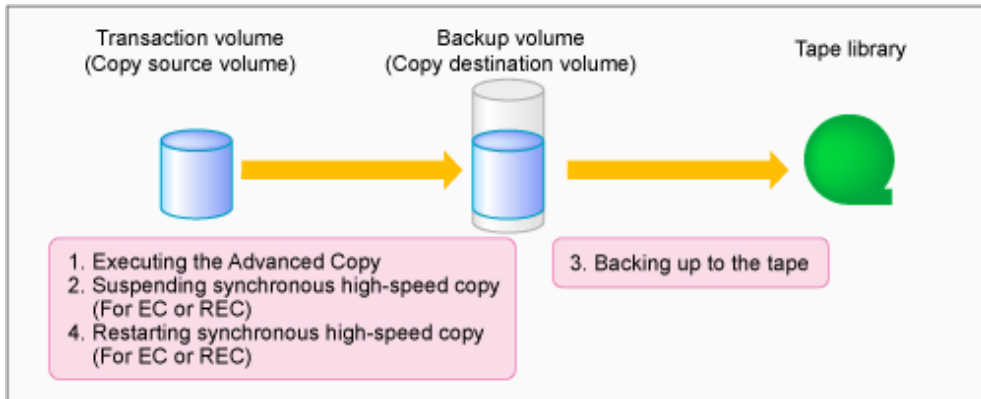 Transaction volume
(Copy source volume)
Backup volume
(Copy destination volume)
Tape library
1. Executing the Advanced Copy
2. Suspending synchronous high-speed copy
(For EC or REC)
4. Restarting synchronous high-speed copy
(For EC or REC)
3. Backing up to the tape